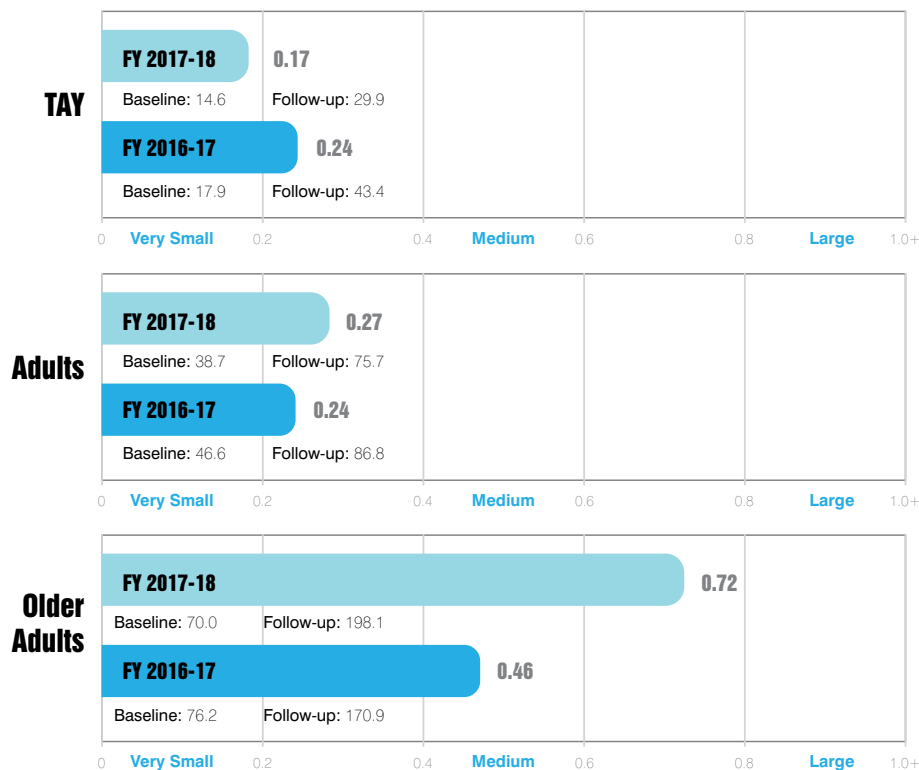 TAY
FY 2017-18 0.17
Baseline: 14.6 Follow-up: 29.9
FY 2016-17 0.24
Baseline: 17.9 Follow-up: 43.4
0 Very Small 0.2 0.4 Medium 0.6 0.8 Large 1.0+
Adults
FY 2017-18 0.27
Baseline: 38.7 Follow-up: 75.7
FY 2016-17 0.24
Baseline: 46.6 Follow-up: 86.8
0 Very Small 0.2 0.4 Medium 0.6 0.8 Large 1.0+
Older
Adults
FY 2017-18 0.72
Baseline: 70.0 Follow-up: 198.1
FY 2016-17 0.46
Baseline: 76.2 Follow-up: 170.9
0 Very Small 0.2 0.4 Medium 0.6 0.8 Large 1.0+